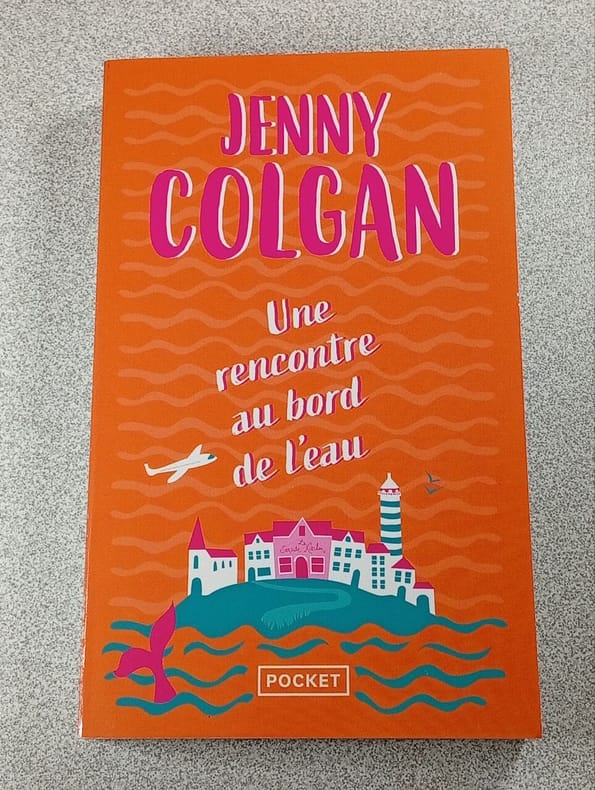 JENNY
COLGAN
Une
rencontre
au bord
de l'eau
POCKET